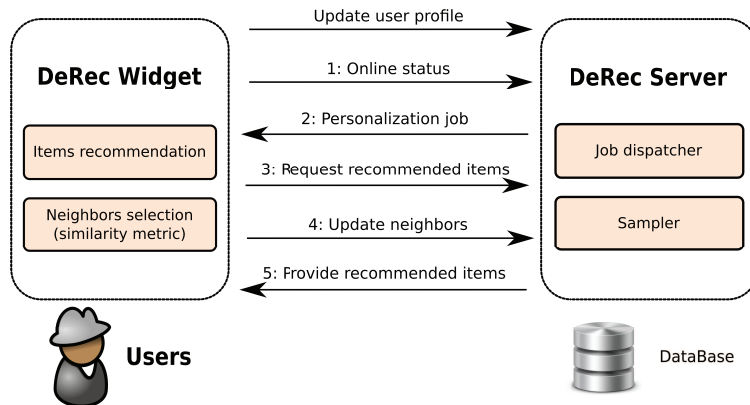 Update user profile
DeRec Widget
1: Online status
DeRec Server
2: Personalization job
Items recommendation
Job dispatcher
3: Request recommended items
Neighbors selection
(similarity metric)
4: Update neighbors
Sampler
5: Frovide recommended items
Users
DataBase